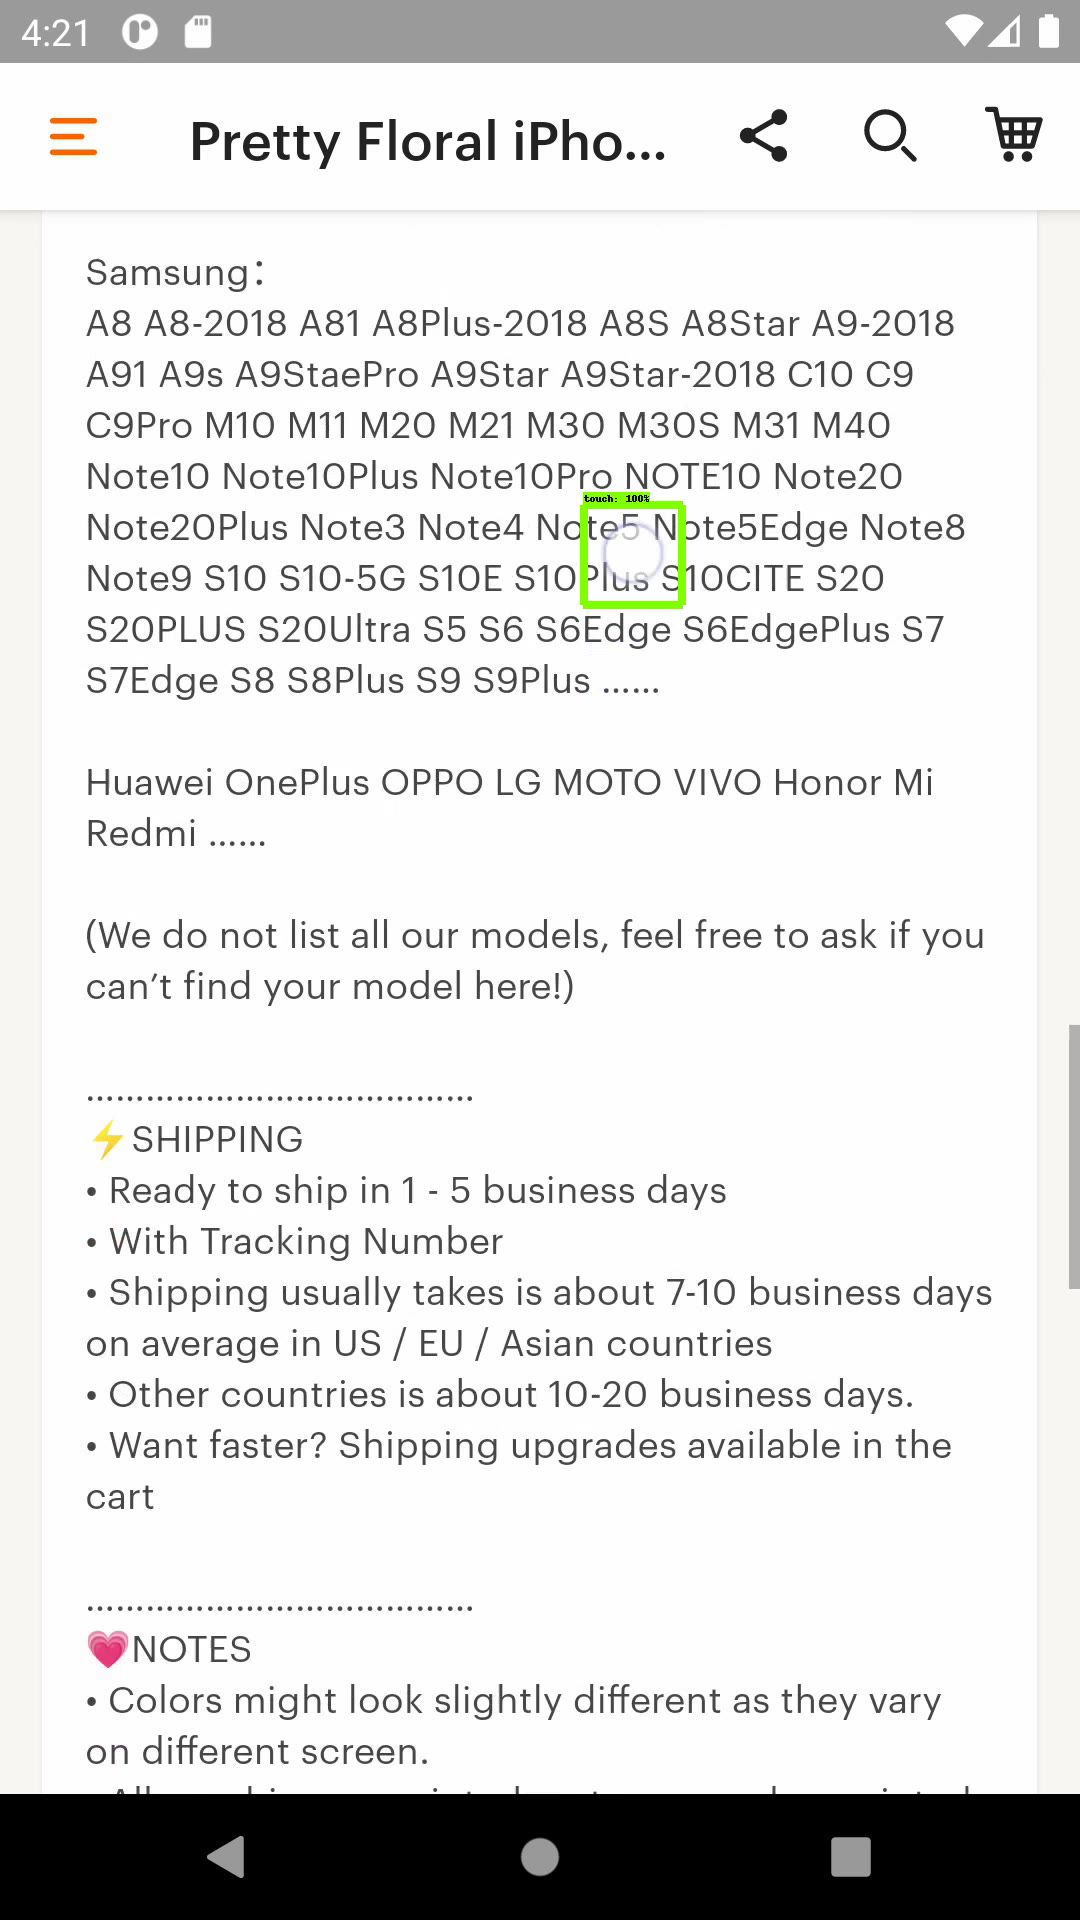 4:21
Pretty Floral iPho...
Samsung：
A8 A8-2018 A81 A8Plus-2018 A8S A8Star A9-2018
A91 A9s A9StaePro A9Star A9Star-2018 C10 C9
C9Pro M10 M11 M20 M21 M30 M30S M31 M40
Note10 Note10Plus Note10Pro NOTE10 Note20
touch: 100%
Note20Plus Note3 Note4 Note5 Note5Edge Note8
Note9 S10 S10-5G S10E S10Plus S10CITE S20
S20PLUS S20Ultra S5 S6 S6Edge S6EdgePlus S7
S7Edge S8 S8Plus S9 S9Plus ......
Huawei OnePlus OPPO LG MOTO VIVO Honor Mi
Redmi ......
(We do not list all our models, feel free to ask if you
can’t find your model here!)
.......................................
⚡SHIPPING
• Ready to ship in 1 - 5 business days
• With Tracking Number
• Shipping usually takes is about 7-10 business days
on average in US / EU / Asian countries
• Other countries is about 10-20 business days.
• Want faster? Shipping upgrades available in the
cart
.......................................
💗NOTES
• Colors might look slightly different as they vary
on different screen.